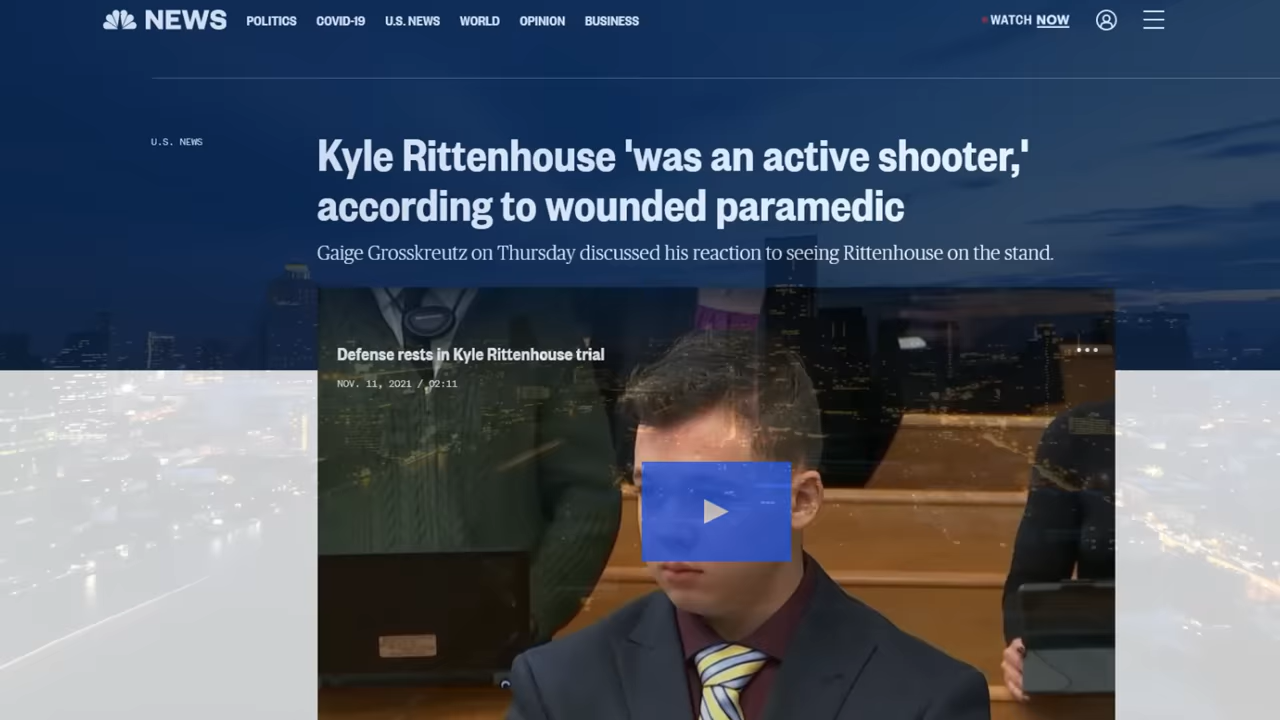 NEWS POLITICS COVID-19 U.S. NEWS WORLD OPINION BUSINESS WATCH NOW
U.S. NEWS
Kyle Rittenhouse 'was an active shooter,'
according to wounded paramedic
Gaige Grosskreutz on Thursday discussed his reaction to seeing Rittenhouse on the stand.
Defense rests in Kyle Rittenhouse trial
NOV. 11, 2021 / 02:11